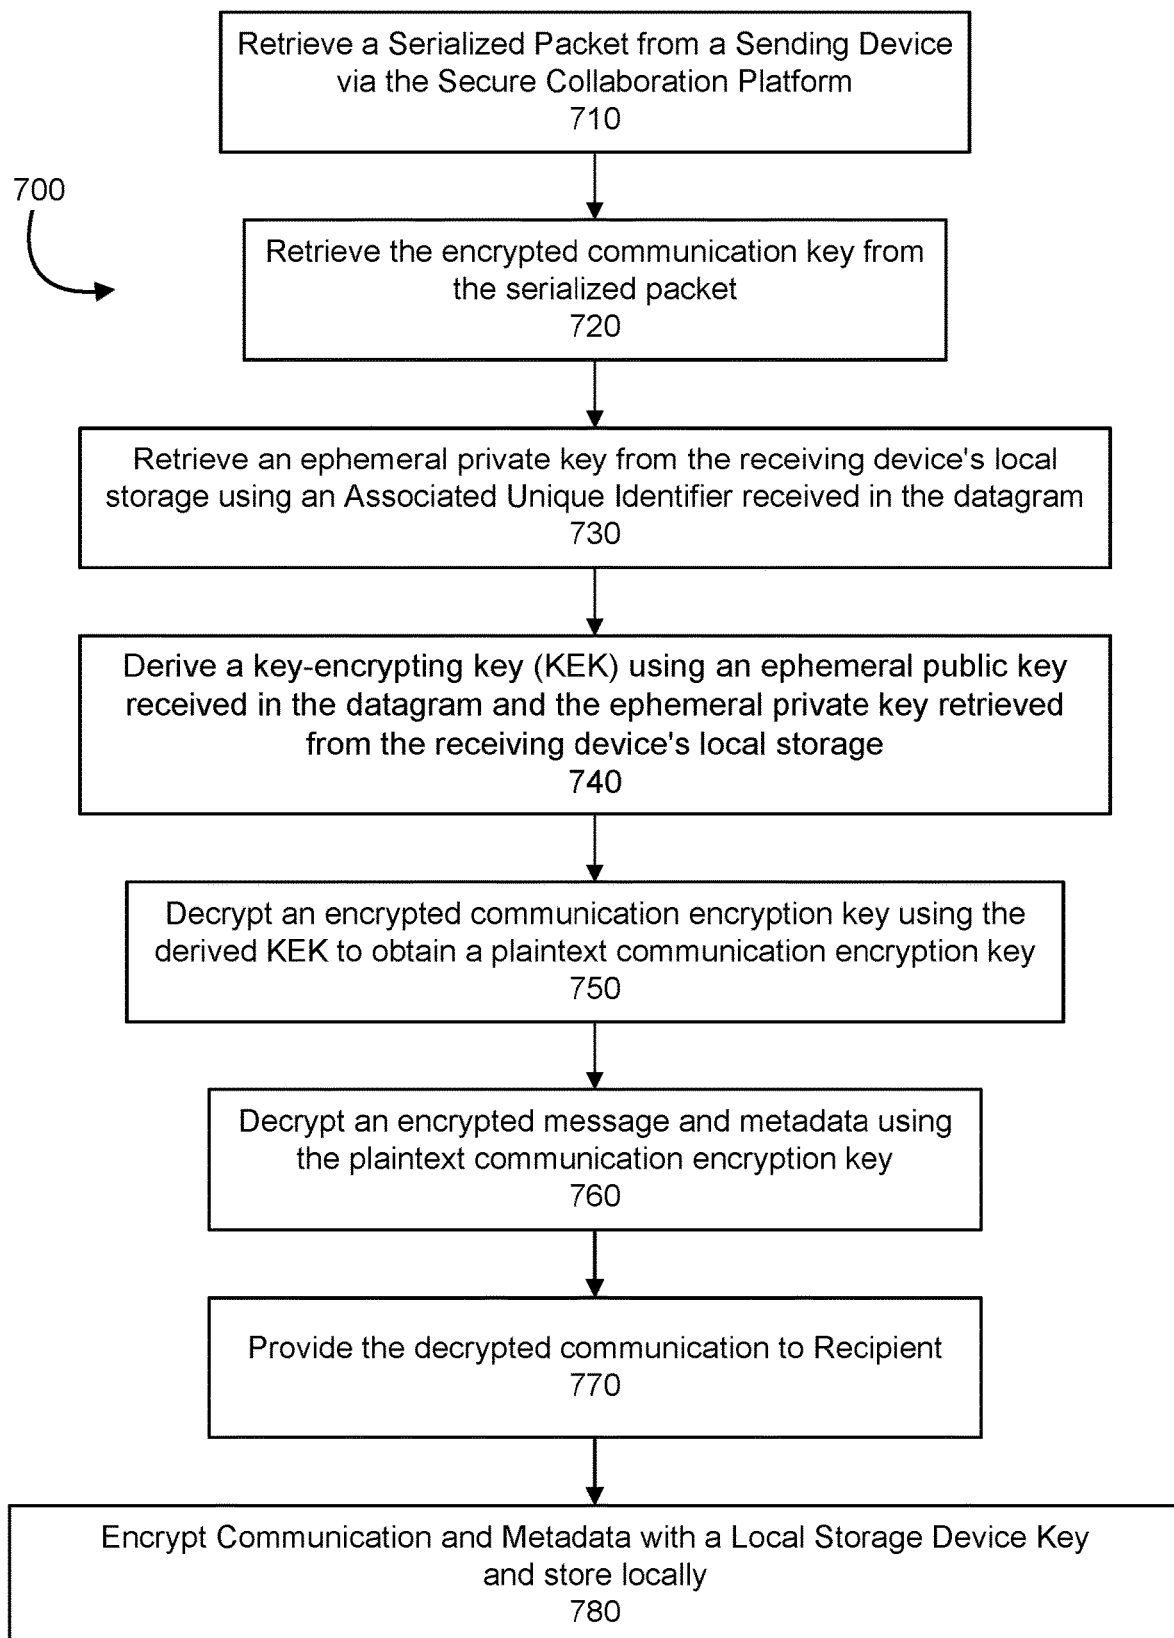 Retrieve a Serialized Packet from a Sending Device
via the Secure Collaboration Platform
710
700
Retrieve the encrypted communication key from
the serialized packet
720
Retrieve an ephemeral private key from the receiving device's local
storage using an Associated Unique Identifier received in the datagram
730
Derive a key-encrypting key (KEK) using an ephemeral public key
received in the datagram and the ephemeral private key retrieved
from the receiving device's local storage
740
Decrypt an encrypted communication encryption key using the
derived KEK to obtain a plaintext communication encryption key
750
Decrypt an encrypted message and metadata using
the plaintext communication encryption key
760
Provide the decrypted communication to Recipient
770
Encrypt Communication and Metadata with a Local Storage Device Key
and store locally
780